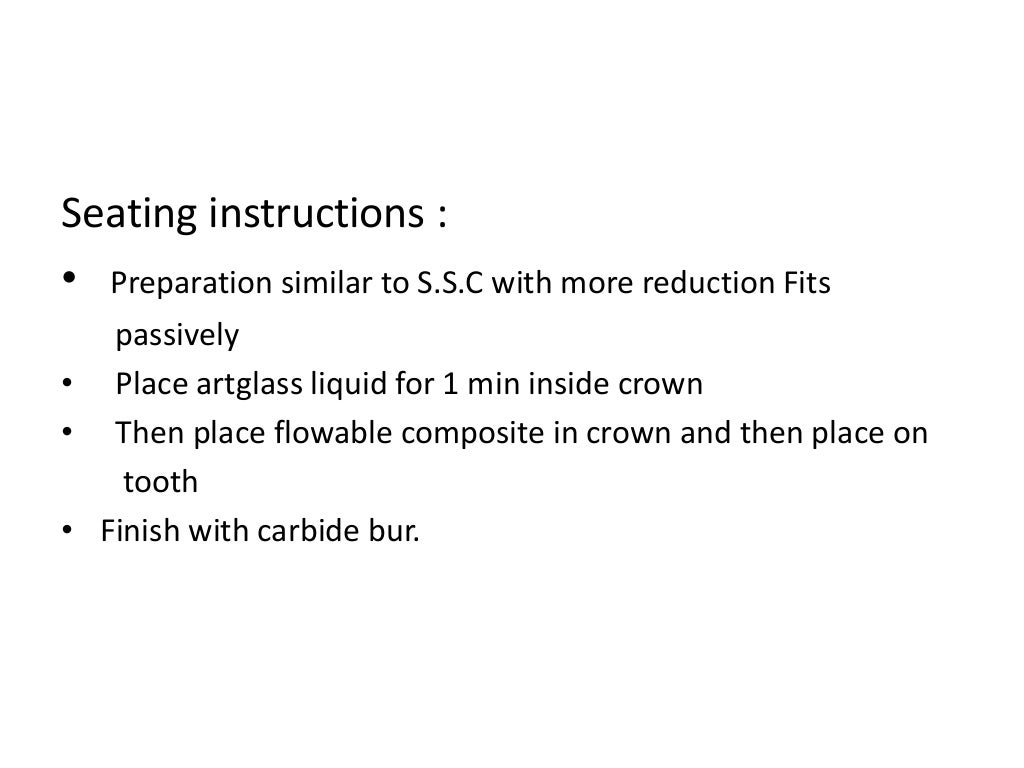 Seating instructions :
• Preparation similar to S.S.C with more reduction Fits
passively
• Place artglass liquid for 1 min inside crown
• Then place flowable composite in crown and then place on
tooth
• Finish with carbide bur.